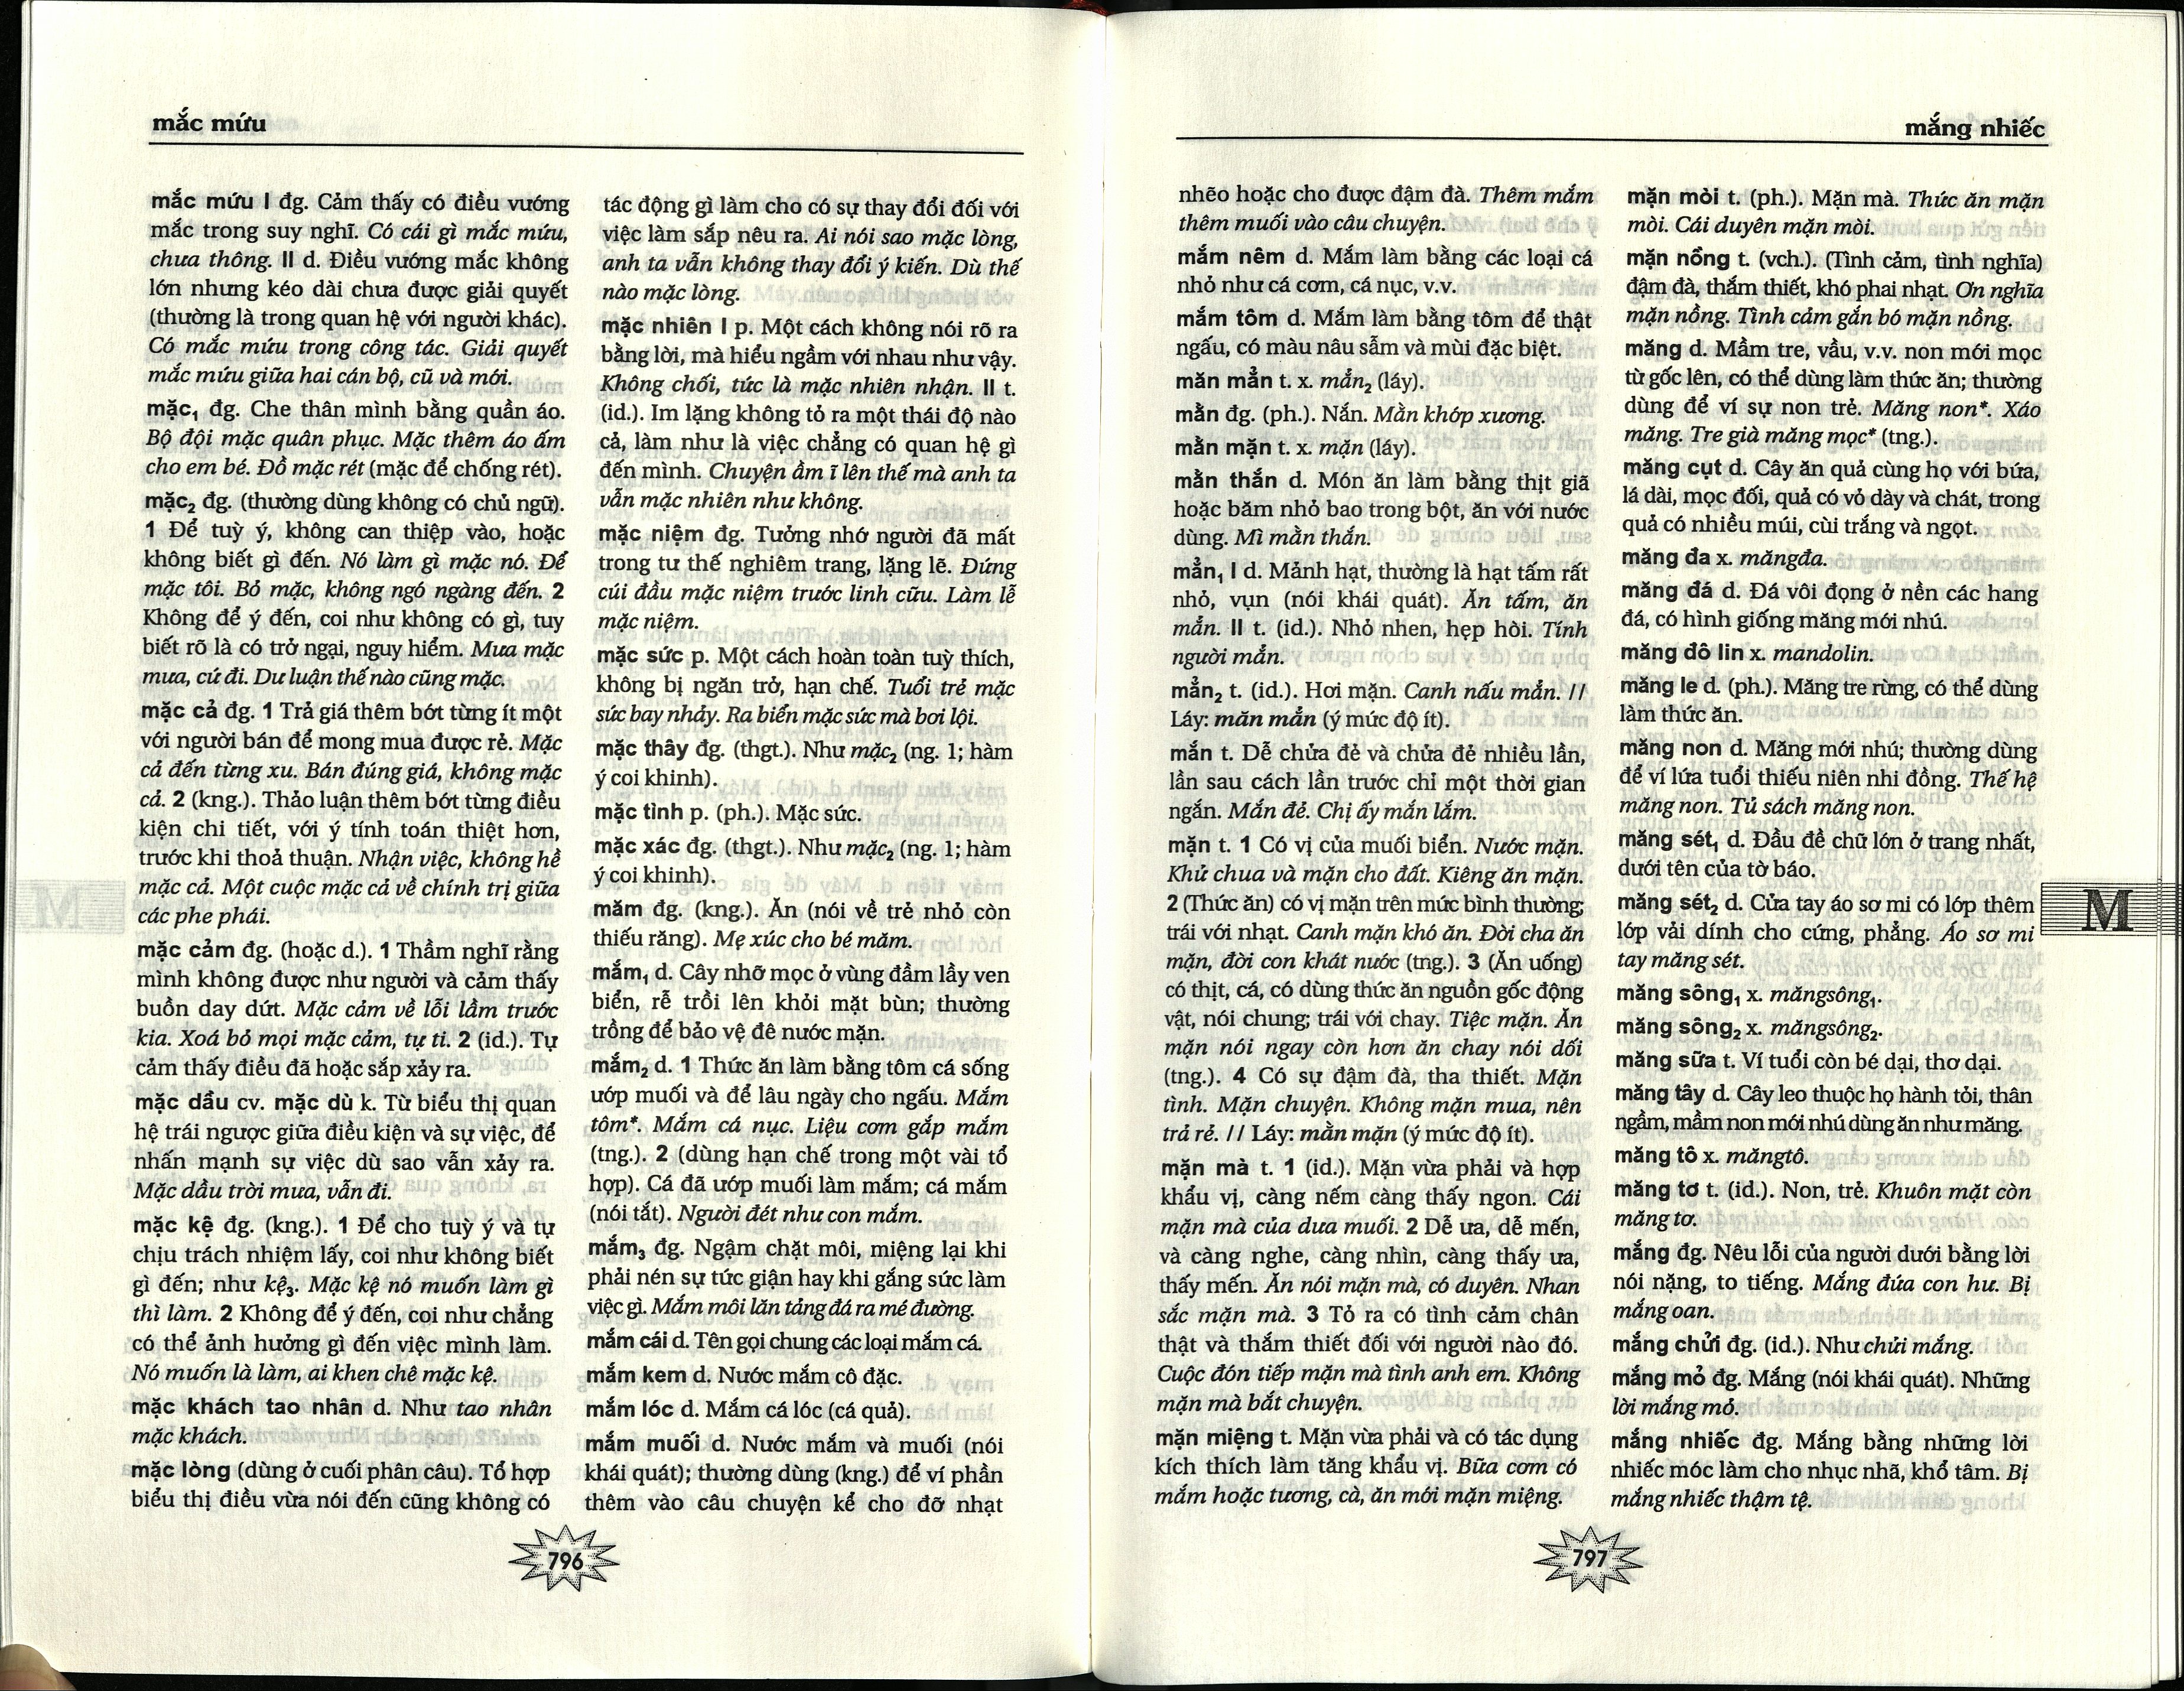 mắc mứu
mắc mứu I đg. Cảm thấy có điều vướng
mắc trong suy nghĩ. Có cái gì mắc mứu,
chưa thông. II d. Điều vướng mắc không
lớn nhưng kéo dài chưa được giải quyết
(thường là trong quan hệ với người khác).
Có mắc mứu trong công tác. Giải quyết
mắc mứu giữa hai cán bộ, cũ và mới.
mặc₁ đg. Che thân mình bằng quần áo.
Bộ đội mặc quân phục. Mặc thêm áo ấm
cho em bé. Đồ mặc rét (mặc để chống rét).
mặc₂ đg. (thường dùng không có chủ ngữ).
1 Để tuỳ ý, không can thiệp vào, hoặc
không biết gì đến. Nó làm gì mặc nó. Để
mặc tôi. Bỏ mặc, không ngó ngàng đến. 2
Không để ý đến, coi như không có gì, tuy
biết rõ là có trở ngại, nguy hiểm. Mưa mặc
mưa, cứ đi. Dư luận thế nào cũng mặc.
mặc cả đg. 1 Trả giá thêm bớt từng ít một
với người bán để mong mua được rẻ. Mặc
cả đến từng xu. Bán đúng giá, không mặc
cả. 2 (kng.). Thảo luận thêm bớt từng điều
kiện chi tiết, với ý tính toán thiệt hơn,
trước khi thoả thuận. Nhận việc, không hề
mặc cả. Một cuộc mặc cả về chính trị giữa
các phe phái.
mặc cảm đg. (hoặc d.). 1 Thầm nghĩ rằng
mình không được như người và cảm thấy
buồn day dứt. Mặc cảm về lỗi lầm trước
kia. Xoá bỏ mọi mặc cảm, tự ti. 2 (id.). Tự
cảm thấy điều đã hoặc sắp xảy ra.
mặc dầu cv. mặc dù k. Từ biểu thị quan
hệ trái ngược giữa điều kiện và sự việc, để
nhấn mạnh sự việc dù sao vẫn xảy ra.
Mặc dầu trời mưa, vẫn đi.
mặc kệ đg. (kng.). 1 Để cho tuỳ ý và tự
chịu trách nhiệm lấy, coi như không biết
gì đến; như kệ₃. Mặc kệ nó muốn làm gì
thì làm. 2 Không để ý đến, coi như chẳng
có thể ảnh hưởng gì đến việc mình làm.
Nó muốn là làm, ai khen chê mặc kệ.
mặc khách tao nhân d. Như tao nhân
mặc khách.
mặc lòng (dùng ở cuối phân câu). Tổ hợp
biểu thị điều vừa nói đến cũng không có
tác động gì làm cho có sự thay đổi đối với
việc làm sắp nêu ra. Ai nói sao mặc lòng,
anh ta vẫn không thay đổi ý kiến. Dù thế
nào mặc lòng.
mặc nhiên I p. Một cách không nói rõ ra
bằng lời, mà hiểu ngầm với nhau như vậy.
Không chối, tức là mặc nhiên nhận. II t.
(id.). Im lặng không tỏ ra một thái độ nào
cả, làm như là việc chẳng có quan hệ gì
đến mình. Chuyện ầm ĩ lên thế mà anh ta
vẫn mặc nhiên như không.
mặc niệm đg. Tưởng nhớ người đã mất
trong tư thế nghiêm trang, lặng lẽ. Đứng
cúi đầu mặc niệm trước linh cữu. Làm lễ
mặc niệm.
mặc sức p. Một cách hoàn toàn tuỳ thích,
không bị ngăn trở, hạn chế. Tuổi trẻ mặc
sức bay nhảy. Ra biển mặc sức mà bơi lội.
mặc thây đg. (thgt.). Như mặc₂ (ng. 1; hàm
ý coi khinh).
mặc tình p. (ph.). Mặc sức.
mặc xác đg. (thgt.). Như mặc₂ (ng. 1; hàm
ý coi khinh).
măm đg. (kng.). Ăn (nói về trẻ nhỏ còn
thiếu răng). Mẹ xúc cho bé măm.
mắm₁ d. Cây nhỡ mọc ở vùng đầm lầy ven
biển, rễ trồi lên khỏi mặt bùn; thường
trồng để bảo vệ đê nước mặn.
mắm₂ d. 1 Thức ăn làm bằng tôm cá sống
ướp muối và để lâu ngày cho ngấu. Mắm
tôm*. Mắm cá nục. Liệu cơm gắp mắm
(tng.). 2 (dùng hạn chế trong một vài tổ
hợp). Cá đã ướp muối làm mắm; cá mắm
(nói tắt). Người đét như con mắm.
mắm₃ đg. Ngậm chặt môi, miệng lại khi
phải nén sự tức giận hay khi gắng sức làm
việc gì. Mắm môi lăn tảng đá ra mé đường.
mắm cái d. Tên gọi chung các loại mắm cá.
mắm kem d. Nước mắm cô đặc.
mắm lóc d. Mắm cá lóc (cá quả).
mắm muối d. Nước mắm và muối (nói
khái quát); thường dùng (kng.) để ví phần
thêm vào câu chuyện kể cho đỡ nhạt
796
mắng nhiếc
nhẽo hoặc cho được đậm đà. Thêm mắm
thêm muối vào câu chuyện.
mắm nêm d. Mắm làm bằng các loại cá
nhỏ như cá cơm, cá nục, v.v.
mắm tôm d. Mắm làm bằng tôm để thật
ngấu, có màu nâu sẫm và mùi đặc biệt.
măn mẳn t. x. mẳn₂ (láy).
mằn đg. (ph.). Nắn. Mằn khớp xương.
mằn mặn t. x. mặn (láy).
mằn thắn d. Món ăn làm bằng thịt giã
hoặc băm nhỏ bao trong bột, ăn với nước
dùng. Mì mằn thắn.
mẳn₁ I d. Mảnh hạt, thường là hạt tấm rất
nhỏ, vụn (nói khái quát). Ăn tấm, ăn
mẳn. II t. (id.). Nhỏ nhen, hẹp hòi. Tính
người mẳn.
mẳn₂ t. (id.). Hơi mặn. Canh nấu mẳn. //
Láy: măn mẳn (ý mức độ ít).
mắn t. Dễ chửa đẻ và chửa đẻ nhiều lần,
lần sau cách lần trước chỉ một thời gian
ngắn. Mắn đẻ. Chị ấy mắn lắm.
mặn t. 1 Có vị của muối biển. Nước mặn.
Khử chua và mặn cho đất. Kiêng ăn mặn.
2 (Thức ăn) có vị mặn trên mức bình thường;
trái với nhạt. Canh mặn khó ăn. Đời cha ăn
mặn, đời con khát nước (tng.). 3 (Ăn uống)
có thịt, cá, có dùng thức ăn nguồn gốc động
vật, nói chung; trái với chay. Tiệc mặn. Ăn
mặn nói ngay còn hơn ăn chay nói dối
(tng.). 4 Có sự đậm đà, tha thiết. Mặn
tình. Mặn chuyện. Không mặn mua, nên
trả rẻ. // Láy: mằn mặn (ý mức độ ít).
mặn mà t. 1 (id.). Mặn vừa phải và hợp
khẩu vị, càng nếm càng thấy ngon. Cái
mặn mà của dưa muối. 2 Dễ ưa, dễ mến,
và càng nghe, càng nhìn, càng thấy ưa,
thấy mến. Ăn nói mặn mà, có duyên. Nhan
sắc mặn mà. 3 Tỏ ra có tình cảm chân
thật và thắm thiết đối với người nào đó.
Cuộc đón tiếp mặn mà tình anh em. Không
mặn mà bắt chuyện.
mặn miệng t. Mặn vừa phải và có tác dụng
kích thích làm tăng khẩu vị. Bữa cơm có
mắm hoặc tương, cà, ăn mới mặn miệng.
mặn mòi t. (ph.). Mặn mà. Thức ăn mặn
mòi. Cái duyên mặn mòi.
mặn nồng t. (vch.). (Tình cảm, tình nghĩa)
đậm đà, thắm thiết, khó phai nhạt. Ơn nghĩa
mặn nồng. Tình cảm gắn bó mặn nồng.
măng d. Mầm tre, vầu, v.v. non mới mọc
từ gốc lên, có thể dùng làm thức ăn; thường
dùng để ví sự non trẻ. Măng non*. Xáo
măng. Tre già măng mọc* (tng.).
măng cụt d. Cây ăn quả cùng họ với bứa,
lá dài, mọc đối, quả có vỏ dày và chát, trong
quả có nhiều múi, cùi trắng và ngọt.
măng đa x. măngđa.
măng đá d. Đá vôi đọng ở nền các hang
đá, có hình giống măng mới nhú.
măng đô lin x. mandolin.
măng le d. (ph.). Măng tre rừng, có thể dùng
làm thức ăn.
măng non d. Măng mới nhú; thường dùng
để ví lứa tuổi thiếu niên nhi đồng. Thế hệ
măng non. Tủ sách măng non.
măng sét₁ d. Đầu đề chữ lớn ở trang nhất,
dưới tên của tờ báo.
măng sét₂ d. Cửa tay áo sơ mi có lớp thêm
lớp vải dính cho cứng, phẳng. Áo sơ mi
tay măng sét.
măng sông₁ x. măngsông₁.
măng sông₂ x. măngsông₂.
măng sữa t. Ví tuổi còn bé dại, thơ dại.
măng tây d. Cây leo thuộc họ hành tỏi, thân
ngầm, mầm non mới nhú dùng ăn như măng.
măng tô x. măngtô.
măng tơ t. (id.). Non, trẻ. Khuôn mặt còn
măng tơ.
mắng đg. Nêu lỗi của người dưới bằng lời
nói nặng, to tiếng. Mắng đứa con hư. Bị
mắng oan.
mắng chửi đg. (id.). Như chửi mắng.
mắng mỏ đg. Mắng (nói khái quát). Những
lời mắng mỏ.
mắng nhiếc đg. Mắng bằng những lời
nhiếc móc làm cho nhục nhã, khổ tâm. Bị
mắng nhiếc thậm tệ.
M
797